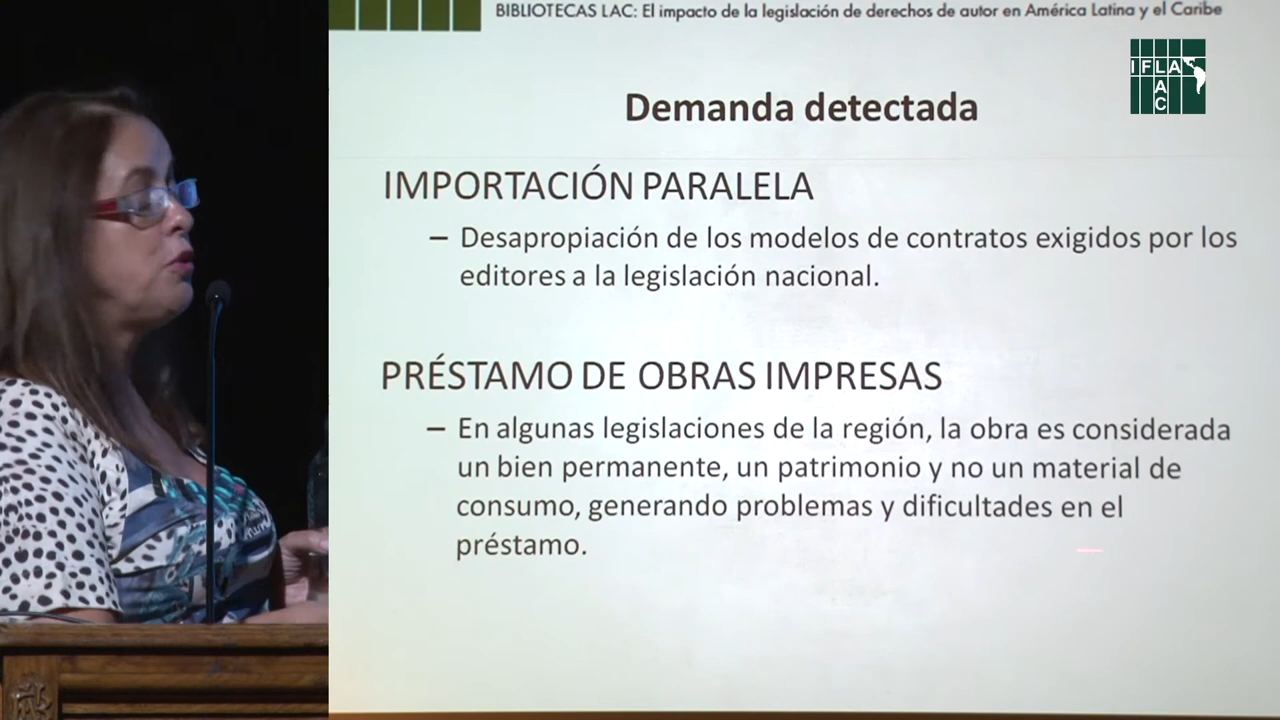 BIBLIOTECAS LAC: El impacto de la legislación de derechos de autor en América Latina y el Caribe
IFLA
LAC
Demanda detectada
IMPORTACIÓN PARALELA
– Desapropiación de los modelos de contratos exigidos por los
editores a la legislación nacional.
PRÉSTAMO DE OBRAS IMPRESAS
– En algunas legislaciones de la región, la obra es considerada
un bien permanente, un patrimonio y no un material de
consumo, generando problemas y dificultades en el
préstamo.